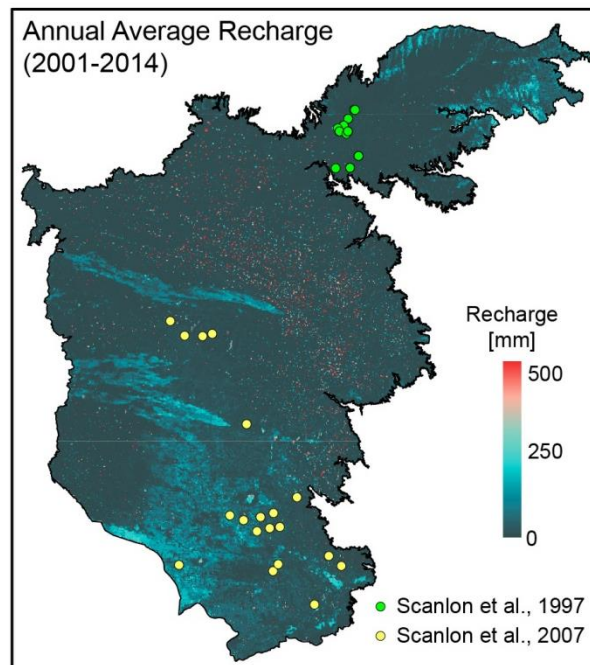 Annual Average Recharge
(2001-2014)
Recharge
[mm]
500
250
0
Scanlon et al., 1997
Scanlon et al., 2007